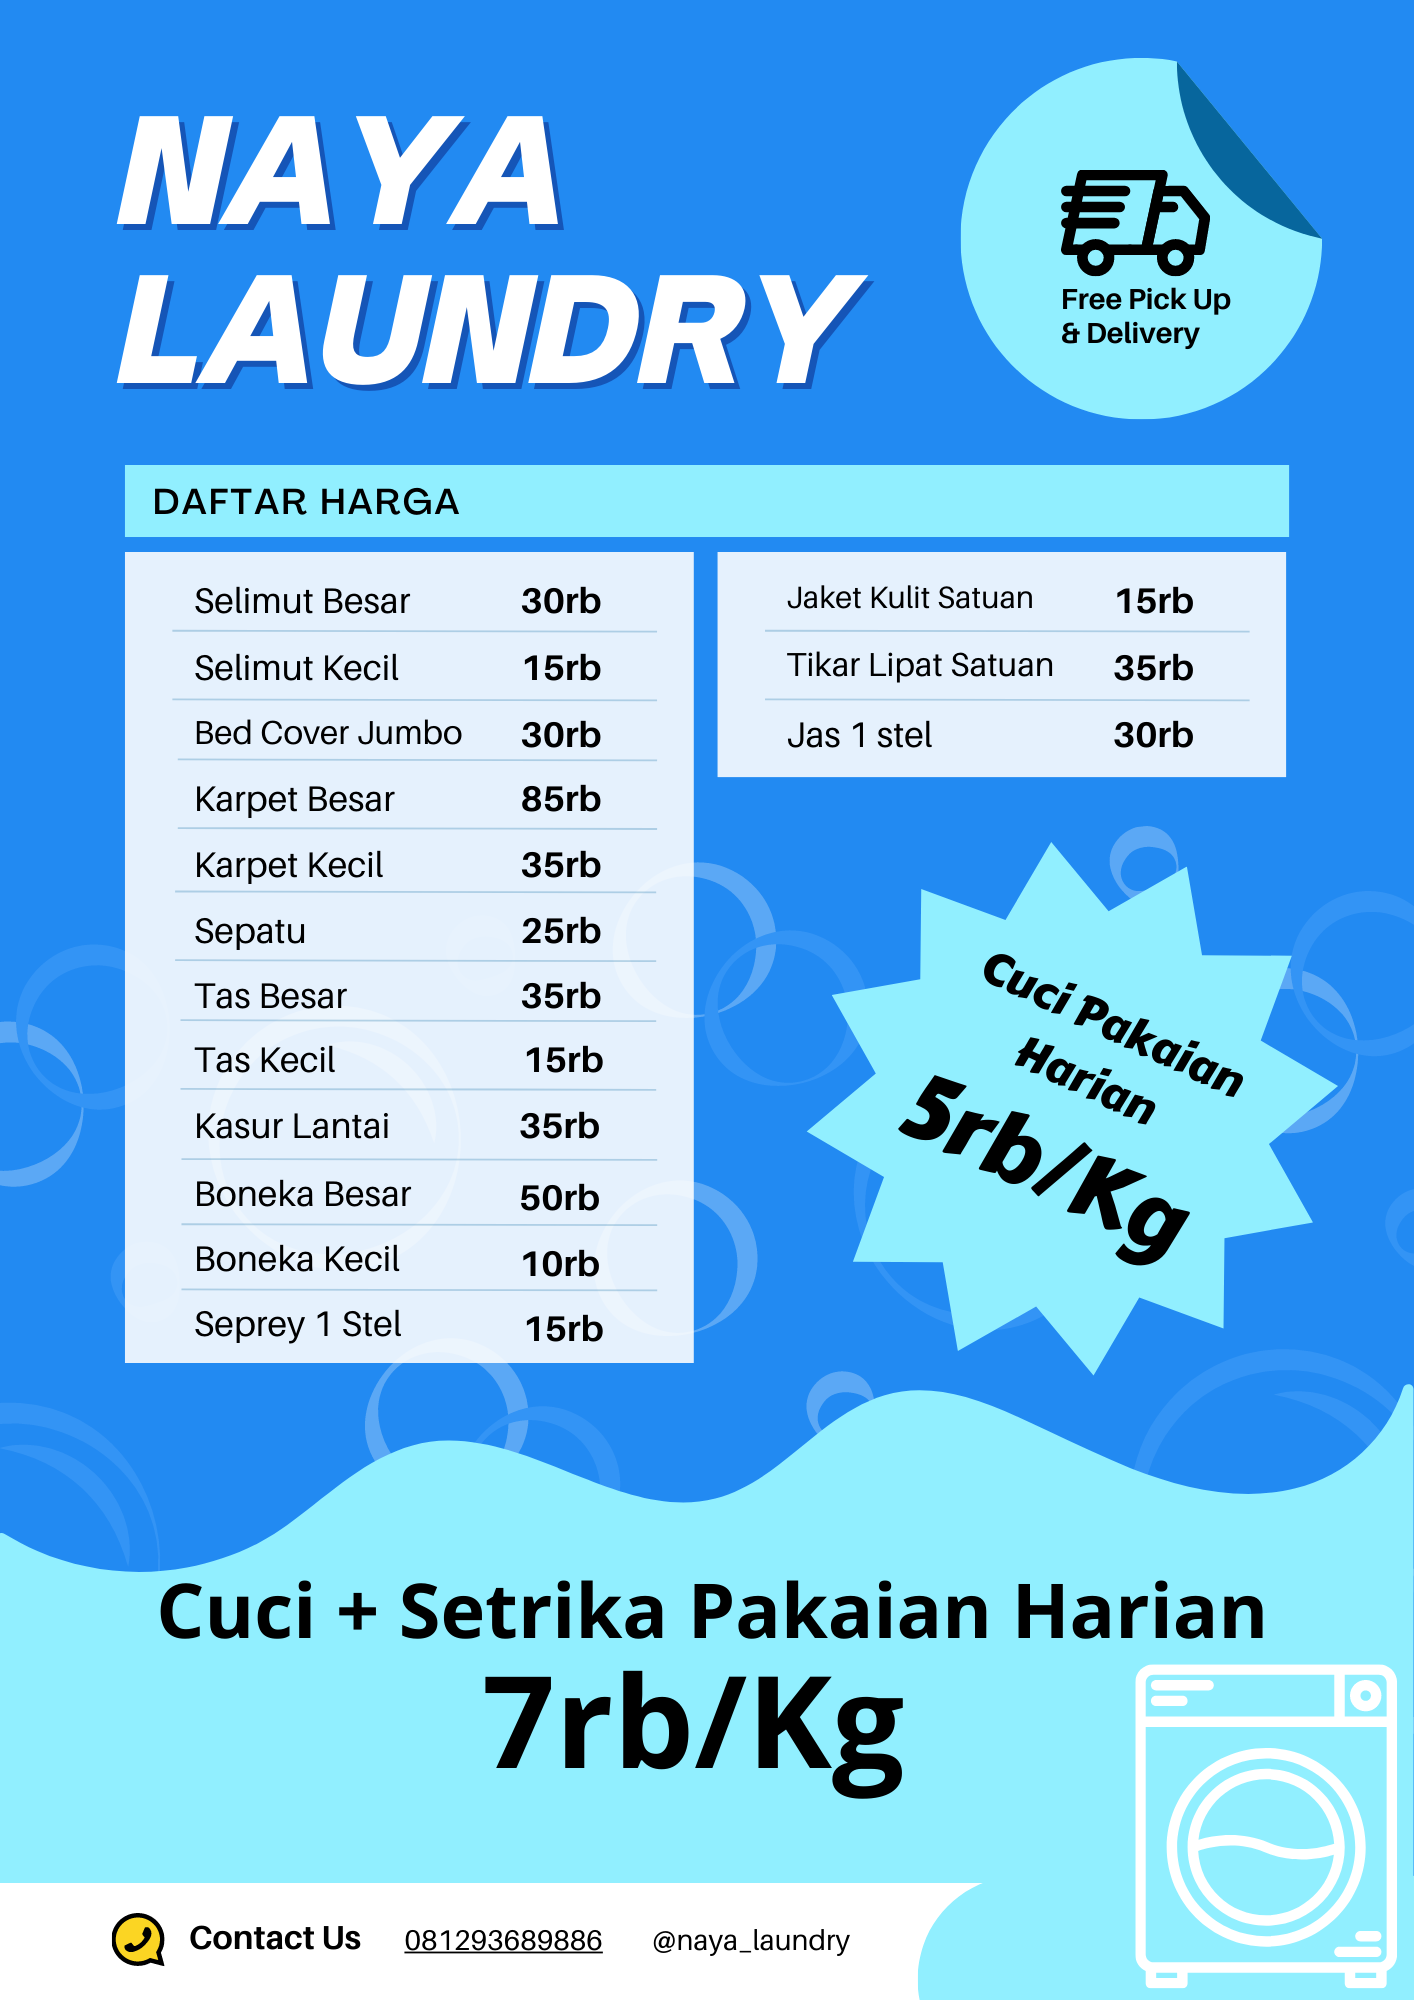 NAYA
LAUNDRY
Free Pick Up
& Delivery
DAFTAR HARGA
Selimut Besar 30rb
Selimut Kecil 15rb
Bed Cover Jumbo 30rb
Karpet Besar 85rb
Karpet Kecil 35rb
Sepatu 25rb
Tas Besar 35rb
Tas Kecil 15rb
Kasur Lantai 35rb
Boneka Besar 50rb
Boneka Kecil 10rb
Seprey 1 Stel 15rb
Jaket Kulit Satuan 15rb
Tikar Lipat Satuan 35rb
Jas 1 stel 30rb
Cuci Pakaian
Harian
5rb/Kg
Cuci + Setrika Pakaian Harian
7rb/Kg
Contact Us 081293689886 @naya_laundry